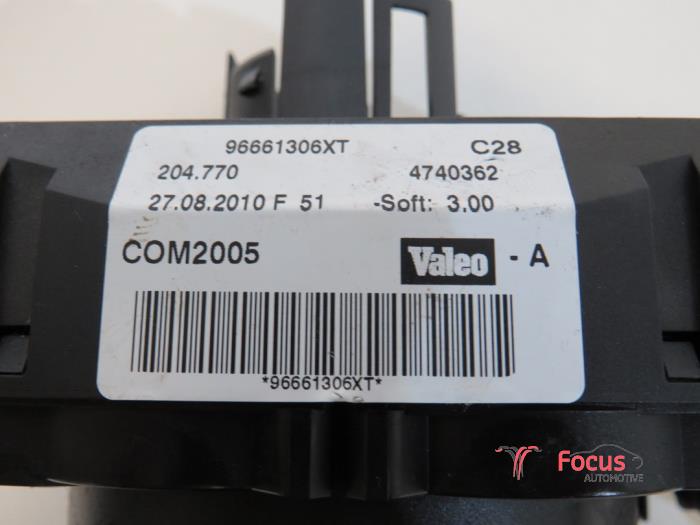 96661306XT C28
204.770 4740362
27.08.2010 F 51 -Soft: 3.00
COM2005 Valeo - A
*96661306XT*
Focus
AUTOMOTIVE